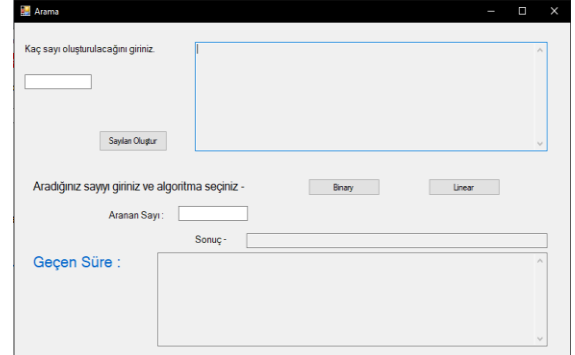 Arama
Kaç sayı oluşturulacağını giriniz.
Sayıları Oluştur
Aradığınız sayıyı giriniz ve algoritma seçiniz -
Binary
Linear
Aranan Sayı :
Sonuç -
Geçen Süre :